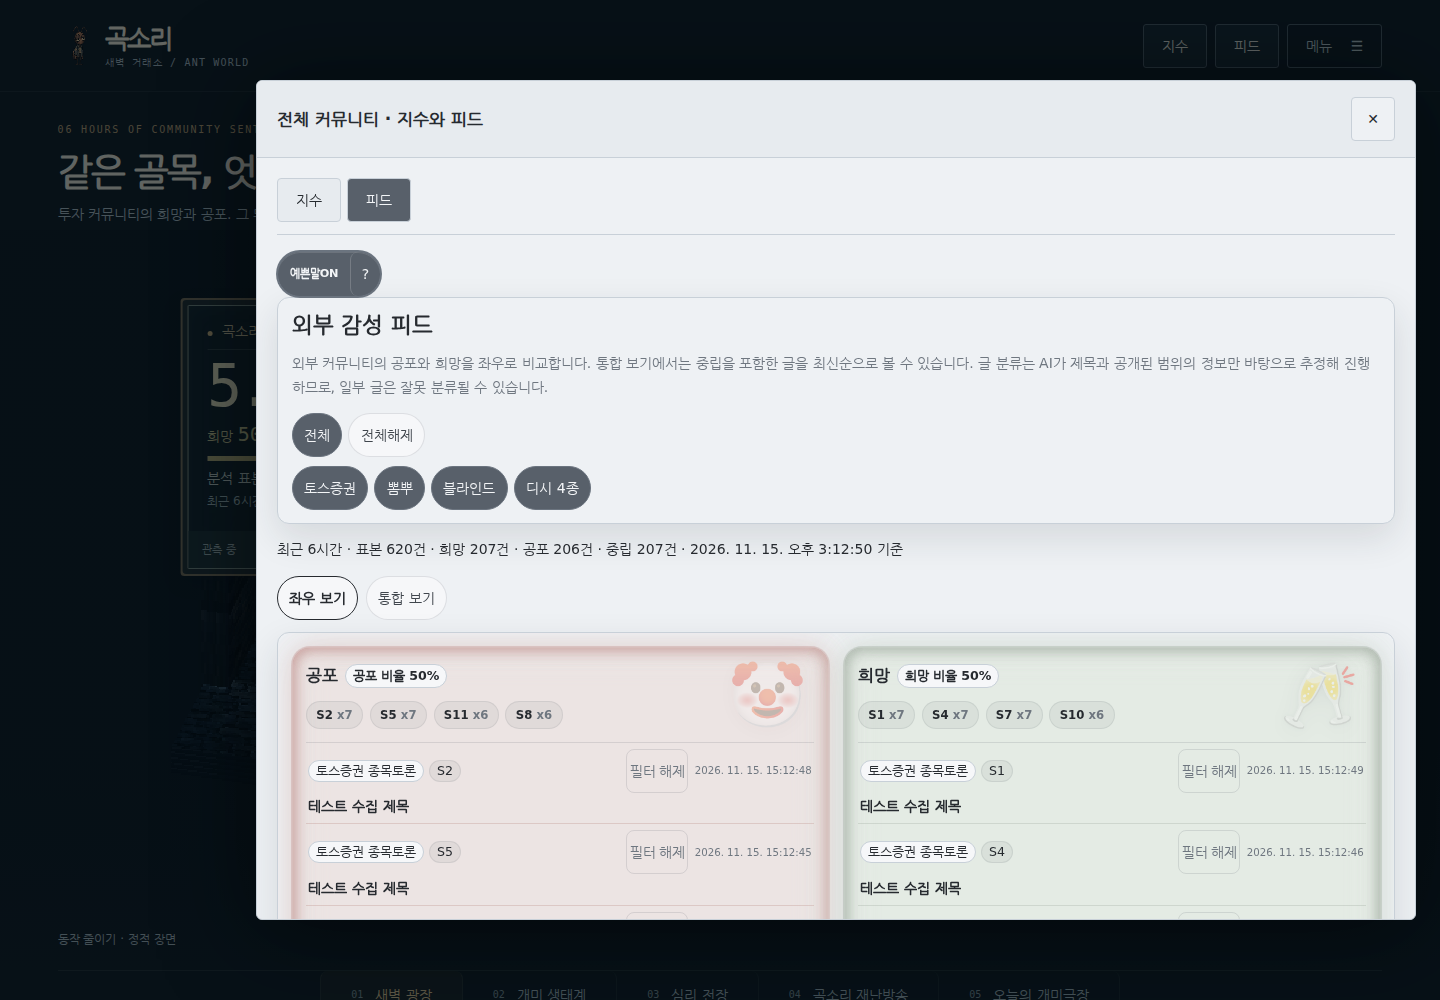 곡소리
새벽 거래소 / ANT WORLD
지수
피드
메뉴 ☰
06 HOURS OF COMMUNITY SENT
같은 골목, 엇
투자 커뮤니티의 희망과 공포. 그
곡소리
5.
희망 50
분석 표본
최근 6시간
관측 중
전체 커뮤니티 · 지수와 피드
×
지수
피드
예쁜말ON ?
외부 감성 피드
외부 커뮤니티의 공포와 희망을 좌우로 비교합니다. 통합 보기에서는 중립을 포함한 글을 최신순으로 볼 수 있습니다. 글 분류는 AI가 제목과 공개된 범위의 정보만 바탕으로 추정해 진행
하므로, 일부 글은 잘못 분류될 수 있습니다.
전체 전체해제
토스증권 뽐뿌 블라인드 디시 4종
최근 6시간 · 표본 620건 · 희망 207건 · 공포 206건 · 중립 207건 · 2026. 11. 15. 오후 3:12:50 기준
좌우 보기 통합 보기
공포 공포 비율 50%
S2 x7 S5 x7 S11 x6 S8 x6
토스증권 종목토론 S2 필터 해제 2026. 11. 15. 15:12:48
테스트 수집 제목
토스증권 종목토론 S5 필터 해제 2026. 11. 15. 15:12:45
테스트 수집 제목
희망 희망 비율 50%
S1 x7 S4 x7 S7 x7 S10 x6
토스증권 종목토론 S1 필터 해제 2026. 11. 15. 15:12:49
테스트 수집 제목
토스증권 종목토론 S4 필터 해제 2026. 11. 15. 15:12:46
테스트 수집 제목
동작 줄이기 · 정적 장면
01 새벽 광장
02 개미 생태계
03 심리 전장
04 곡소리 재난방송
05 오늘의 개미극장